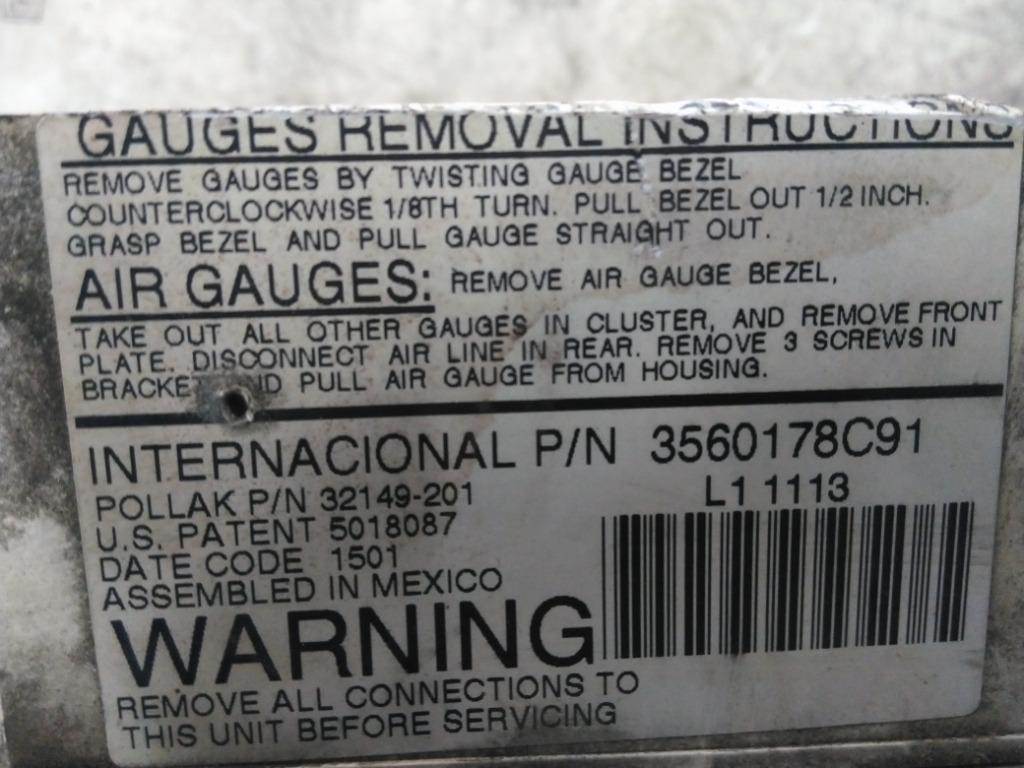 GAUGES REMOVAL INSTRUCTIONS
REMOVE GAUGES BY TWISTING GAUGE BEZEL
COUNTERCLOCKWISE 1/8TH TURN. PULL BEZEL OUT 1/2 INCH.
GRASP BEZEL AND PULL GAUGE STRAIGHT OUT.
AIR GAUGES: REMOVE AIR GAUGE BEZEL,
TAKE OUT ALL OTHER GAUGES IN CLUSTER, AND REMOVE FRONT
PLATE. DISCONNECT AIR LINE IN REAR. REMOVE 3 SCREWS IN
BRACKET AND PULL AIR GAUGE FROM HOUSING.
INTERNACIONAL P/N 3560178C91
POLLAK P/N 32149-201 L1 1113
U.S. PATENT 5018087
DATE CODE 1501
ASSEMBLED IN MEXICO
WARNING
REMOVE ALL CONNECTIONS TO
THIS UNIT BEFORE SERVICING